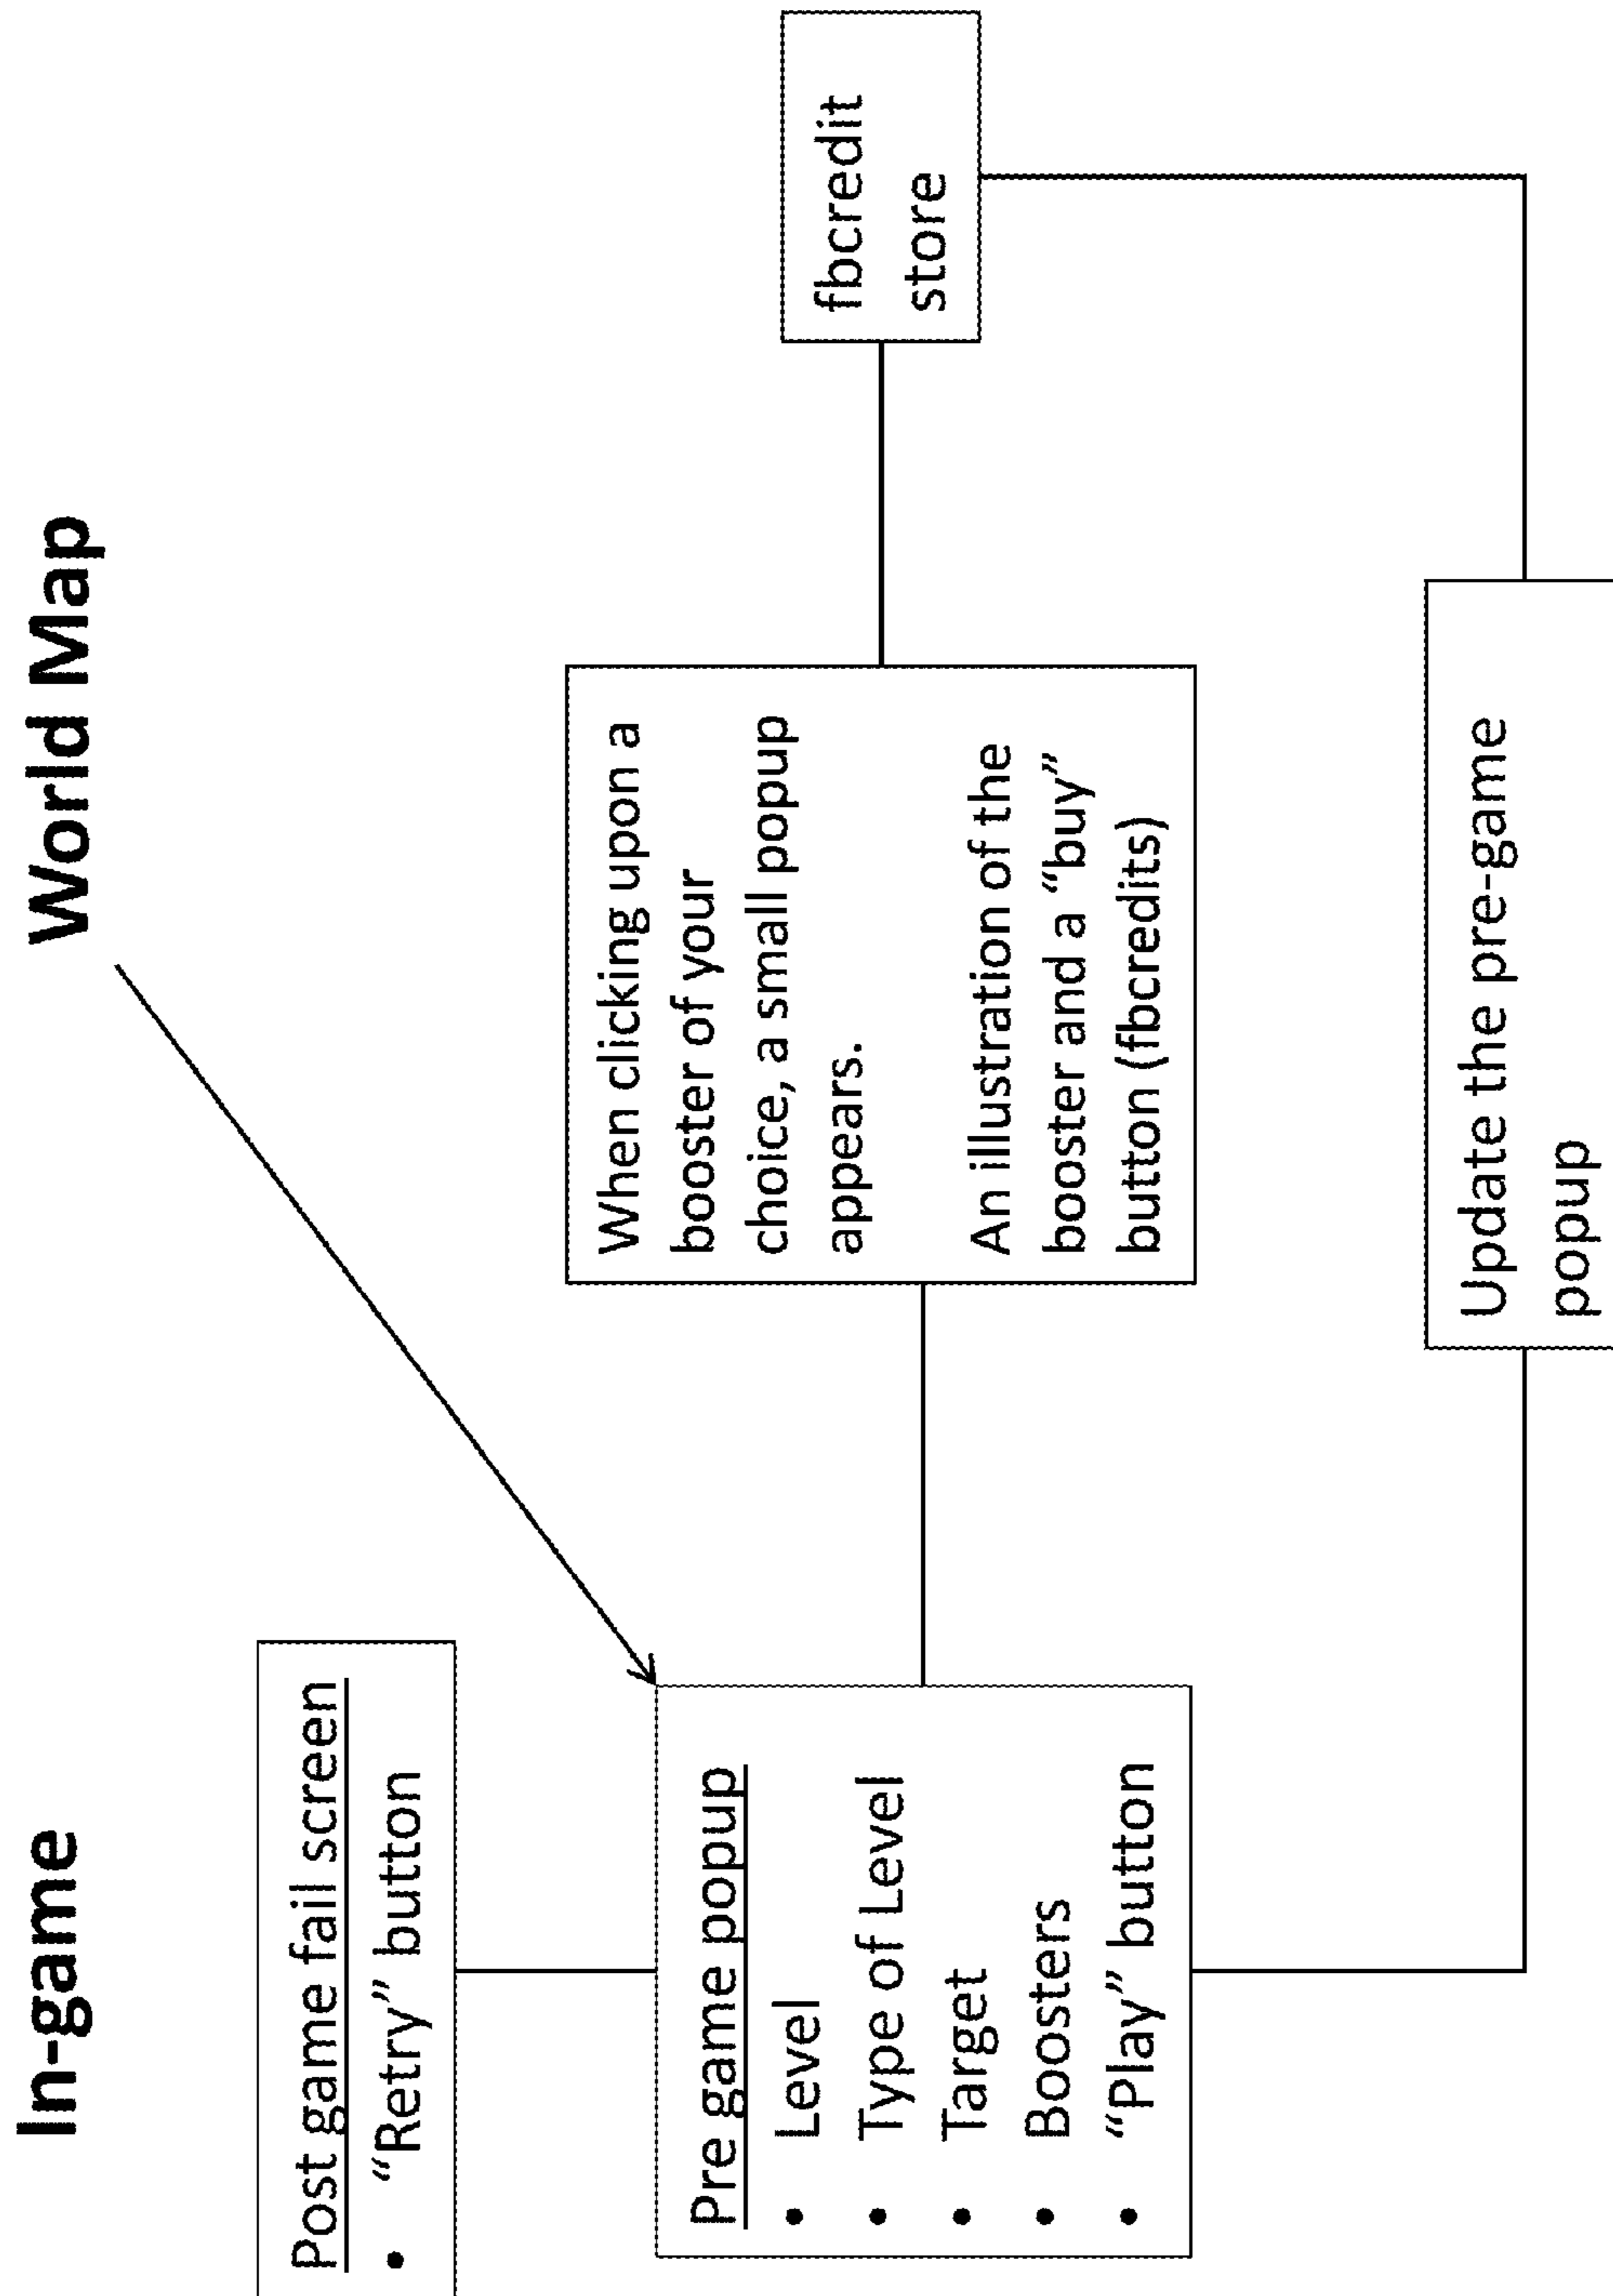 In-game
World Map
Post game fail screen
• “Retry” button
Pre game popup
• Level
• Type of Level
• Target
• Boosters
• “Play” button
When clicking upon a
booster of your
choice, a small popup
appears.
An illustration of the
booster and a “buy”
button (fbcredits)
fbcredit
store
Update the pre-game
popup